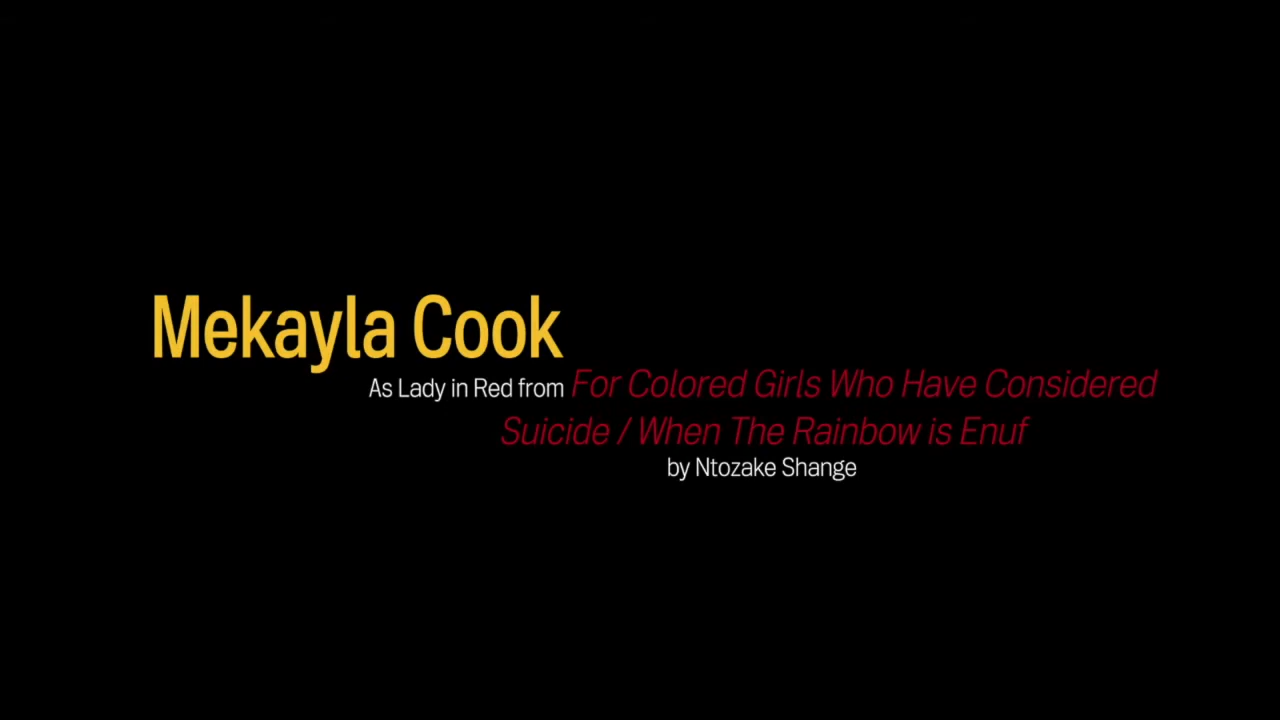 Mekayla Cook
As Lady in Red from For Colored Girls Who Have Considered
Suicide / When The Rainbow is Enuf
by Ntozake Shange